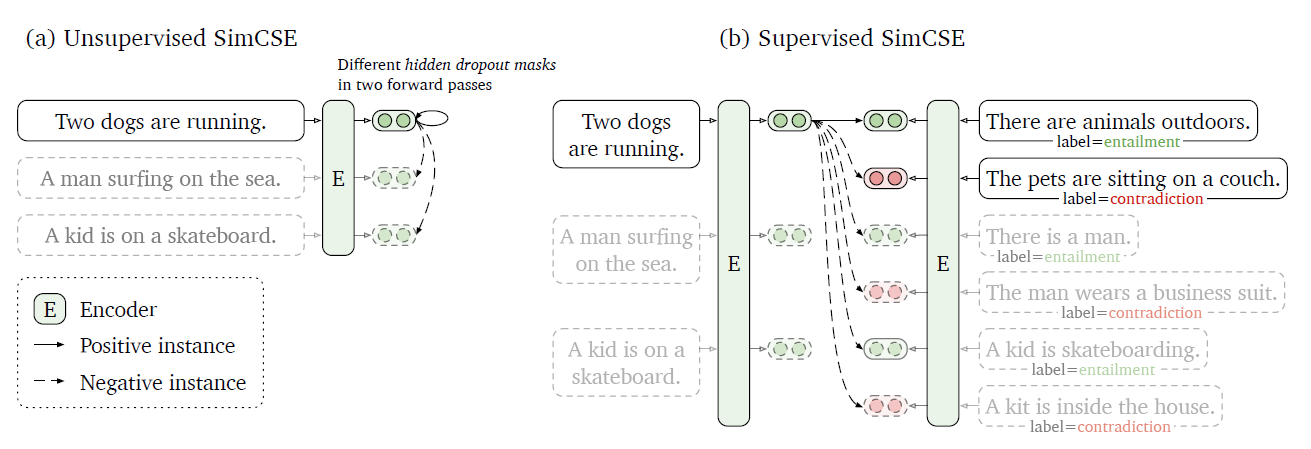 (a) Unsupervised SimCSE
Different hidden dropout masks
in two forward passes
Two dogs are running.
A man surfing on the sea.
A kid is on a skateboard.
E
E Encoder
Positive instance
Negative instance
(b) Supervised SimCSE
Two dogs
are running.
A man surfing
on the sea.
A kid is on a
skateboard.
E
E
There are animals outdoors.
label=entailment
The pets are sitting on a couch.
label=contradiction
There is a man.
label=entailment
The man wears a business suit.
label=contradiction
A kid is skateboarding.
label=entailment
A kit is inside the house.
label=contradiction